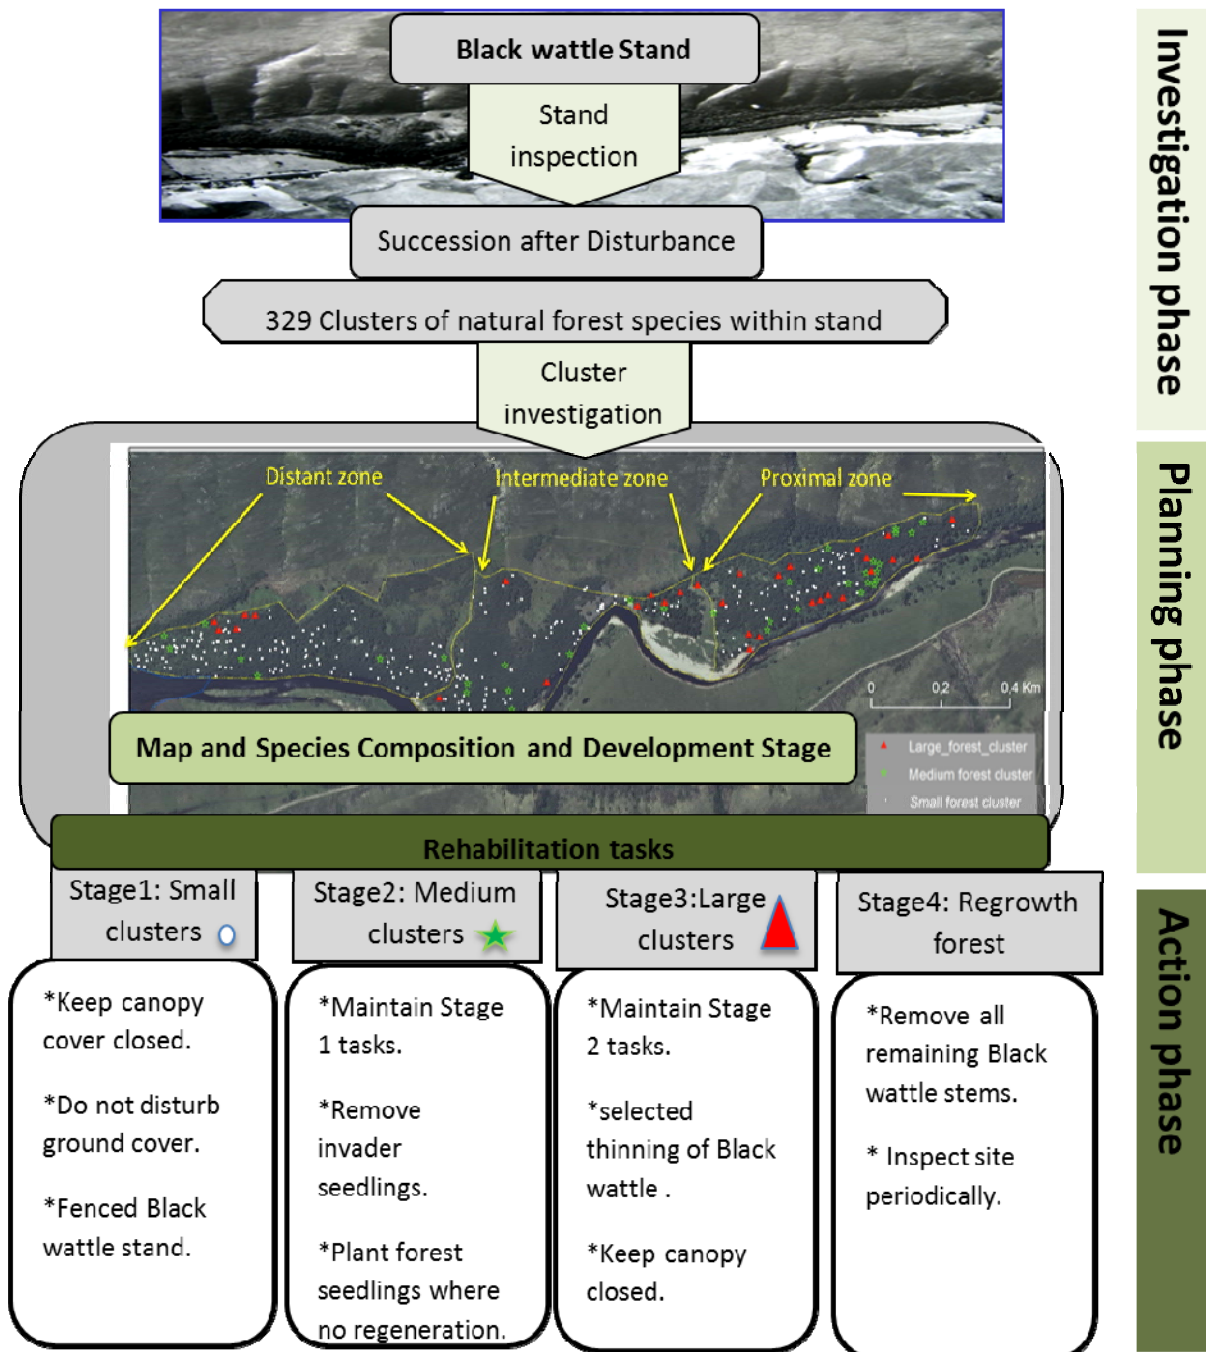 Black wattle Stand
Stand
inspection
Succession after Disturbance
329 Clusters of natural forest species within stand
Cluster
investigation
Investigation phase
Distant zone
Intermediate zone
Proximal zone
0 0,2 0,4 Km
Map and Species Composition and Development Stage
Large_forest_cluster
Medium forest cluster
Small forest cluster
Planning phase
Rehabilitation tasks
Stage1: Small
clusters
*Keep canopy
cover closed.
*Do not disturb
ground cover.
*Fenced Black
wattle stand.
Stage2: Medium
clusters
*Maintain Stage
1 tasks.
*Remove
invader
seedlings.
*Plant forest
seedlings where
no regeneration.
Stage3:Large
clusters
*Maintain Stage
2 tasks.
*selected
thinning of Black
wattle .
*Keep canopy
closed.
Stage4: Regrowth
forest
*Remove all
remaining Black
wattle stems.
* Inspect site
periodically.
Action phase